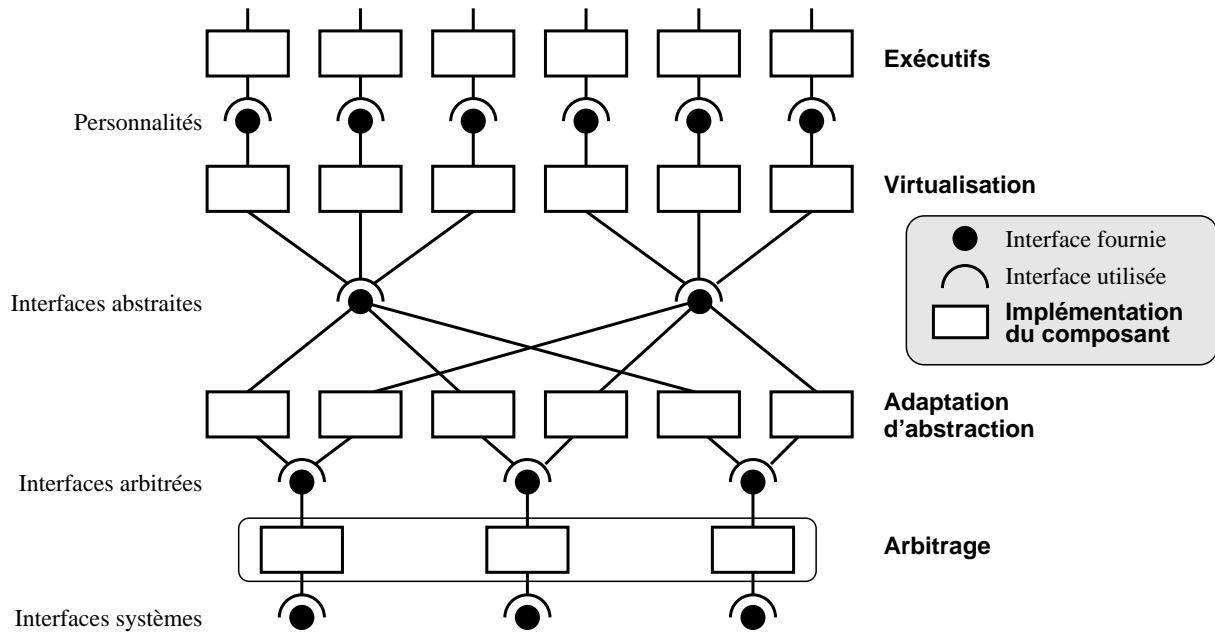 Exécutifs
Personnalités
Virtualisation
Interface fournie
Interface utilisée
Implémentation
du composant
Interfaces abstraites
Adaptation
d'abstraction
Interfaces arbitrées
Arbitrage
Interfaces systèmes